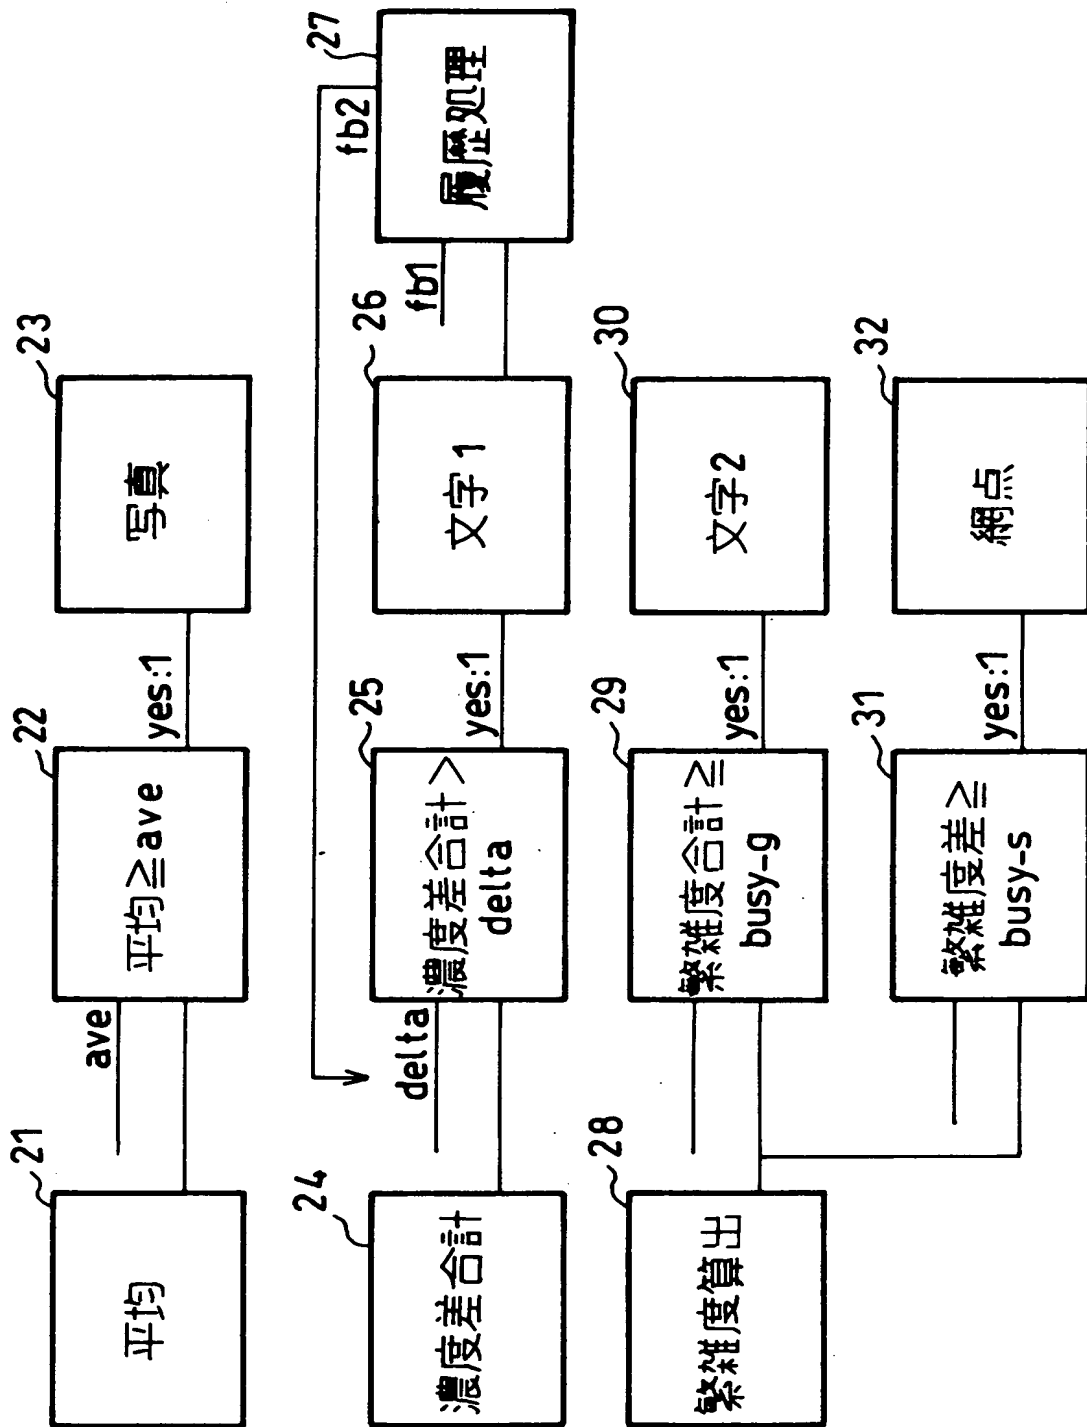 21
平均
ave
22
平均≧ave
yes:1
23
写真
24
濃度差合計
delta
25
濃度差合計>
delta
yes:1
26
文字1
fb1
fb2
27
履歴処理
28
繁雑度算出
29
繁雑度合計≧
busy-g
yes:1
30
文字2
31
繁雑度差≧
busy-s
yes:1
32
網点